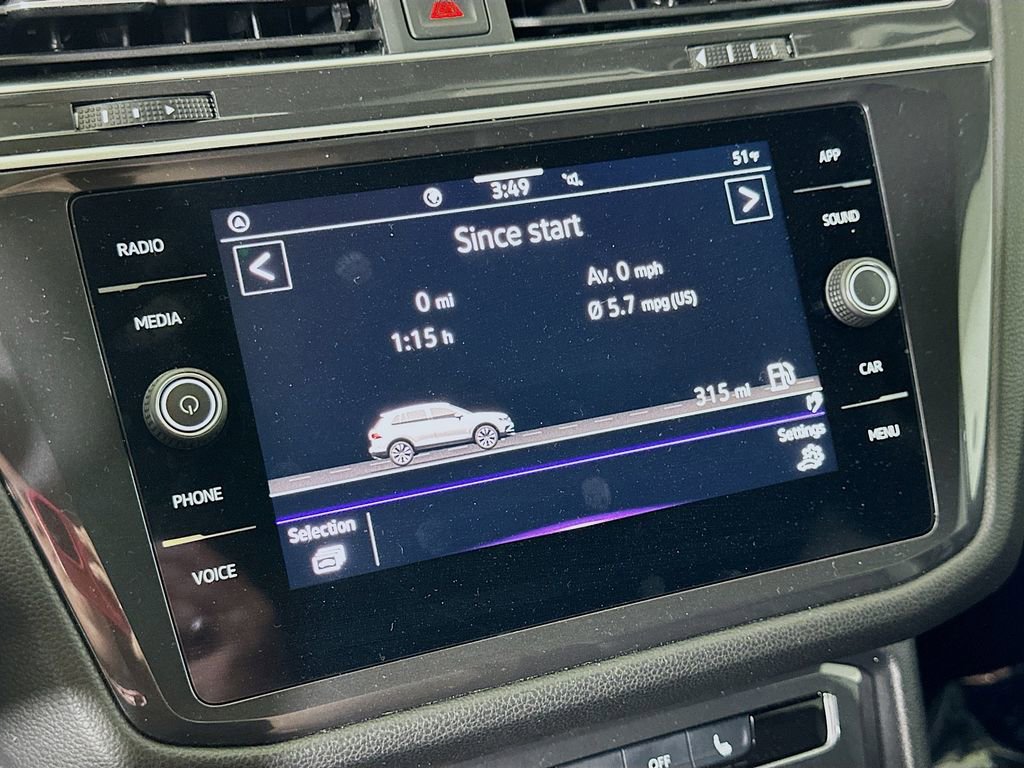 APP
51°F
3:49
SOUND
RADIO
Since start
Av. 0 mph
0 mi
Ø 5.7 mpg (US)
MEDIA
1:15 h
CAR
315 mi
Settings
MENU
PHONE
Selection
VOICE
OFF